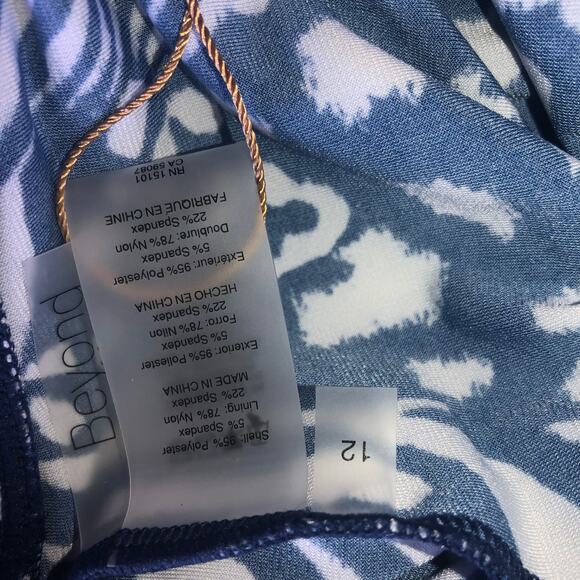 Shell: 95% Polyester
5% Spandex
Lining: 78% Nylon
22% Spandex
MADE IN CHINA
Exterior: 95% Poliester
5% Spandex
Forro: 78% Nilon
22% Spandex
HECHO EN CHINA
Extérieur: 95% Polyester
5% Spandex
Doublure: 78% Nylon
22% Spandex
FABRIQUE EN CHINE
RN 15101
CA 59087
Beyond
12